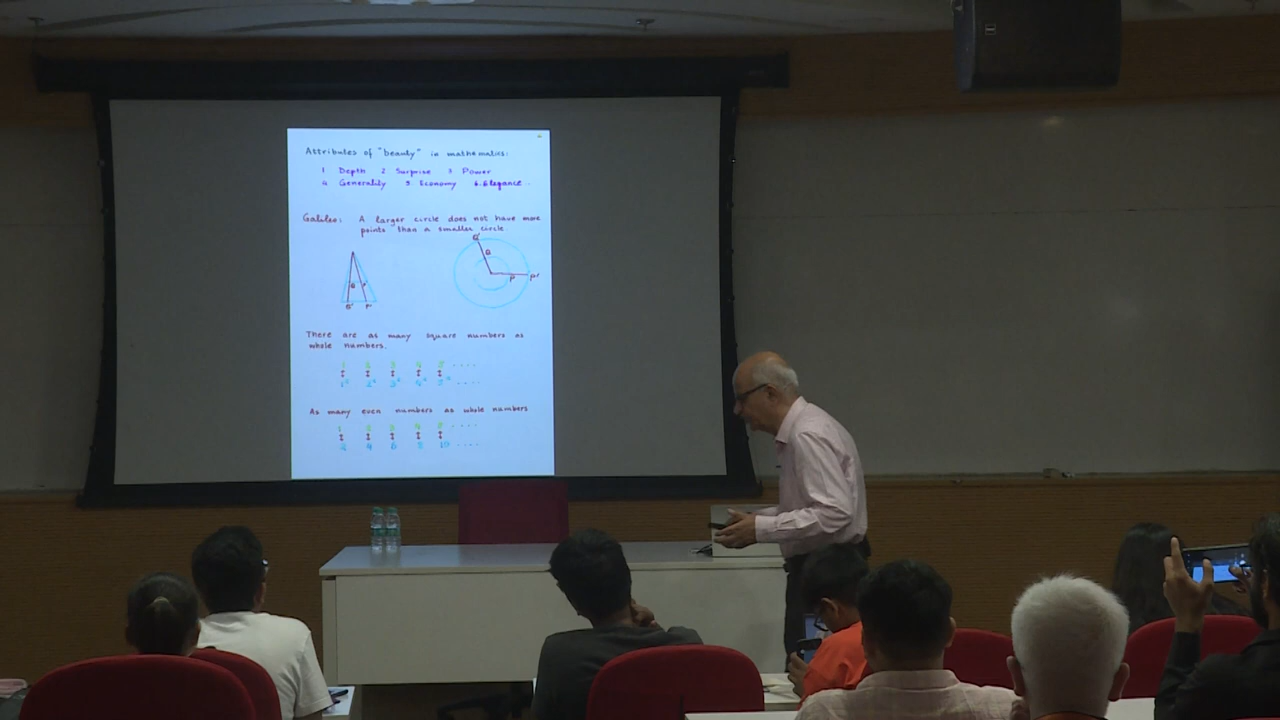 Attributes of "beauty" in mathematics:
1 Depth 2 Surprise 3 Power
4 Generality 5. Economy 6. Elegance.
Galileo: A larger circle does not have more
points than a smaller circle.
Q'
Q
P P'
Q
Q' P'
There are as many square numbers as
whole numbers.
1 2 3 4 5 ....
1² 2² 3² 4² 5² ....
As many even numbers as whole numbers
1 2 3 4 5 ....
2 4 6 8 10 ....